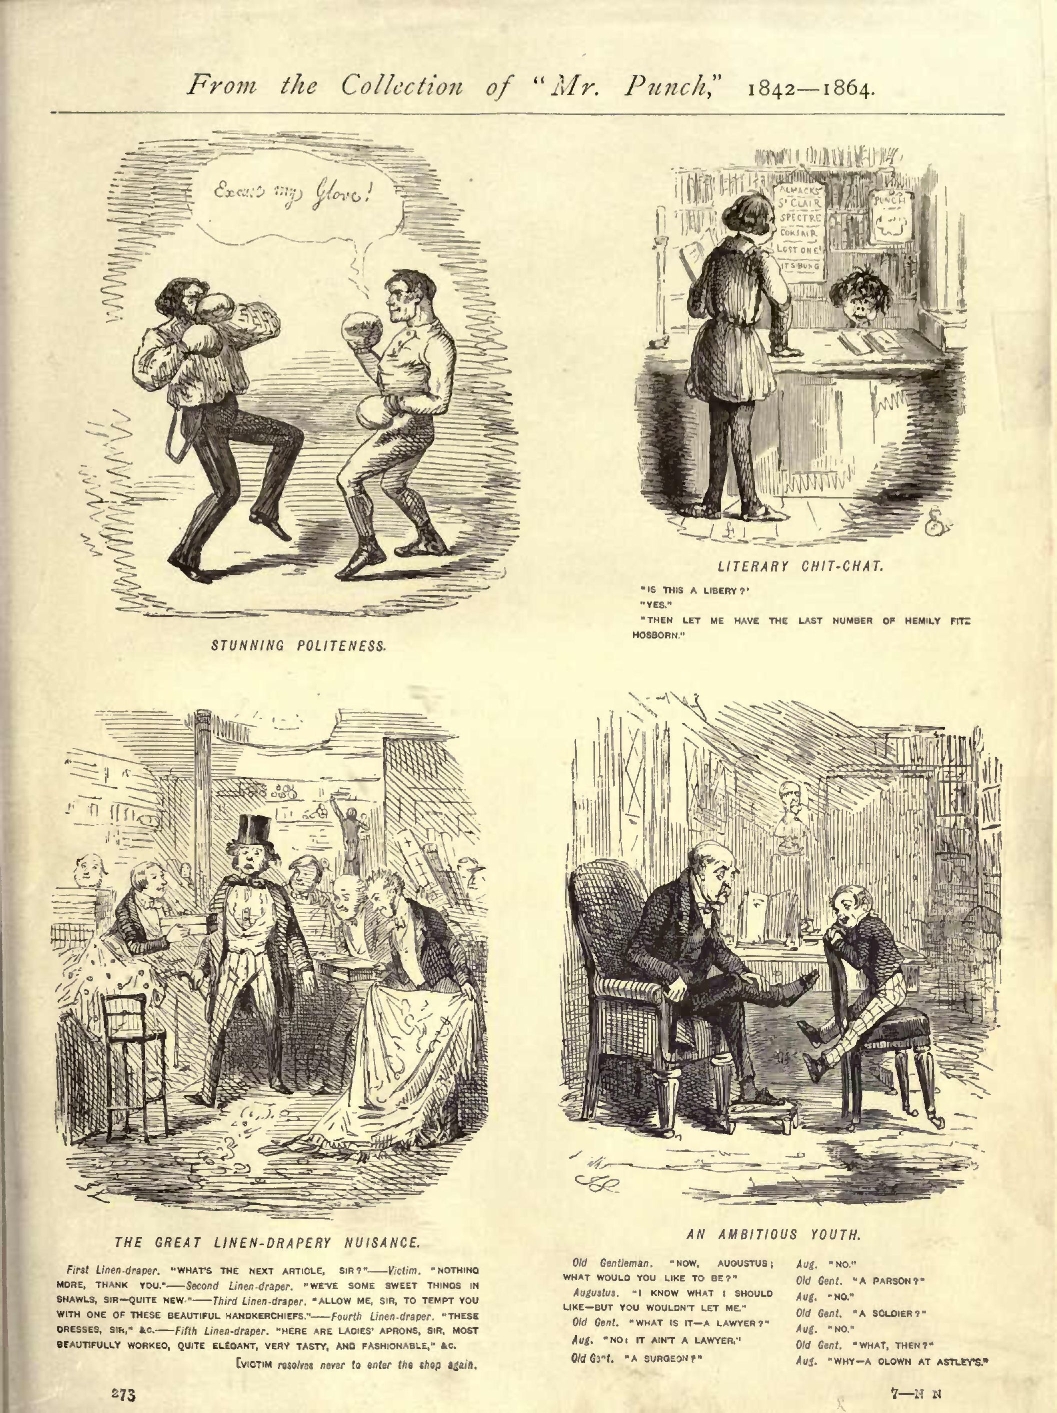 From the Collection of "Mr. Punch," 1842—1864.
Excuse my Glove!
STUNNING POLITENESS.
ALMACKS
St CLAIR
SPECTRE
CORSAIR
LOST ONE
ITS BUNG
PUNCH
LITERARY CHIT-CHAT.
"IS THIS A LIBERY?'
"YES."
"THEN LET ME HAVE THE LAST NUMBER OF HEMILY FITZ
HOSBORN."
THE GREAT LINEN-DRAPERY NUISANCE.
First Linen-draper. "WHAT'S THE NEXT ARTICLE, SIR?"—Victim. "NOTHING
MORE, THANK YOU."—Second Linen-draper. "WE'VE SOME SWEET THINGS IN
SHAWLS, SIR—QUITE NEW."—Third Linen-draper. "ALLOW ME, SIR, TO TEMPT YOU
WITH ONE OF THESE BEAUTIFUL HANDKERCHIEFS."—Fourth Linen-draper. "THESE
DRESSES, SIR," &C.—Fifth Linen-draper. "HERE ARE LADIES' APRONS, SIR, MOST
BEAUTIFULLY WORKED, QUITE ELEGANT, VERY TASTY, AND FASHIONABLE," &C.
[VICTIM resolves never to enter the shop again.
AN AMBITIOUS YOUTH.
Old Gentleman. "NOW, AUGUSTUS;
WHAT WOULD YOU LIKE TO BE?"
Augustus. "I KNOW WHAT I SHOULD
LIKE—BUT YOU WOULDN'T LET ME."
Old Gent. "WHAT IS IT—A LAWYER?"
Aug. "NO! IT AIN'T A LAWYER."
Old Gent. "A SURGEON?"
Aug. "NO."
Old Gent. "A PARSON?"
Aug. "NO."
Old Gent. "A SOLDIER?"
Aug. "NO."
Old Gent. "WHAT, THEN?"
Aug. "WHY—A CLOWN AT ASTLEY'S."
273
7—N N